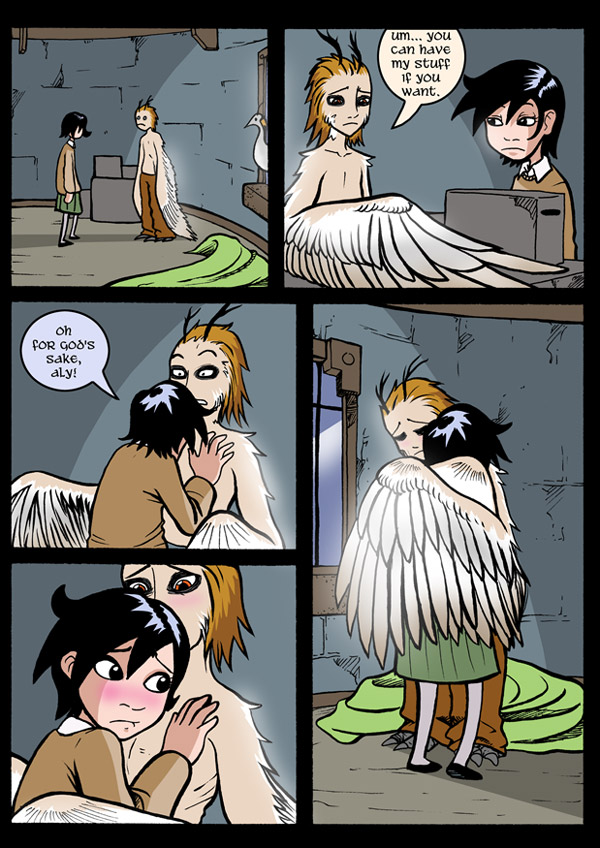 um... you
can have
my stuff
if you
want.
oh
for God's
sake,
aly!